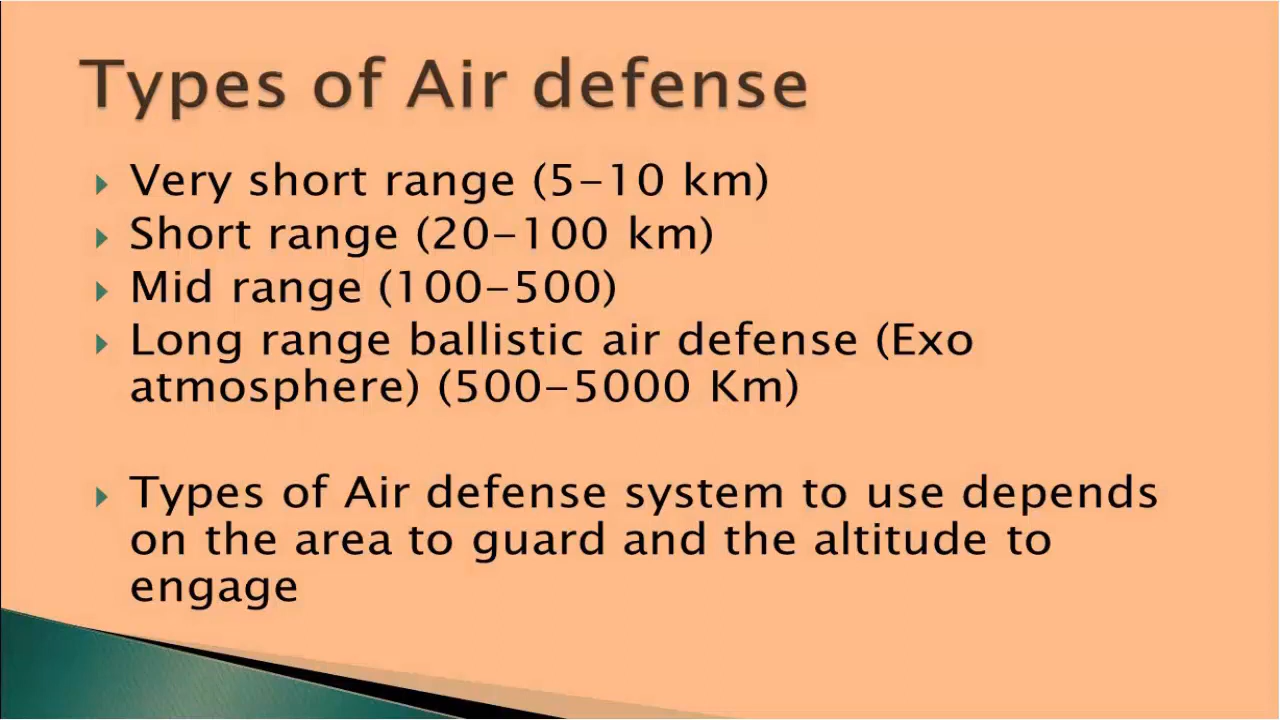 Types of Air defense
Very short range (5-10 km)
Short range (20-100 km)
Mid range (100-500)
Long range ballistic air defense (Exo
atmosphere) (500-5000 Km)
Types of Air defense system to use depends
on the area to guard and the altitude to
engage